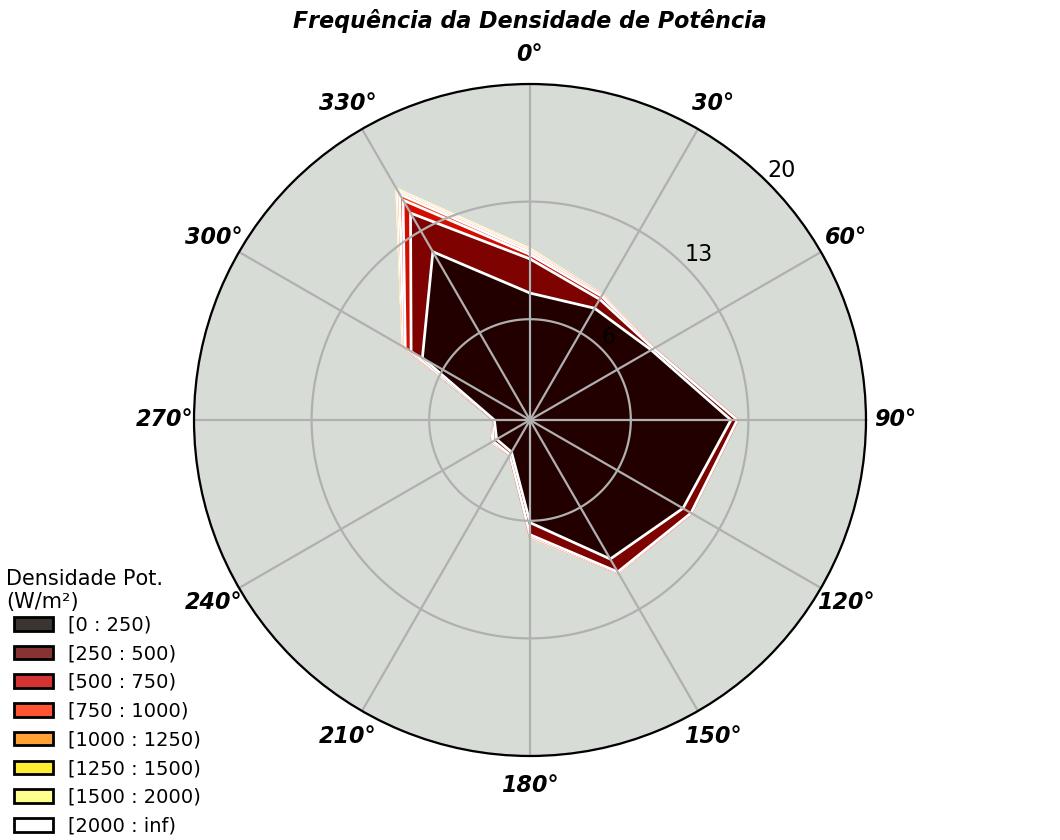 Frequência da Densidade de Potência
0°
330°
30°
20
300°
60°
13
6
270°
90°
240°
120°
210°
150°
180°
Densidade Pot.
(W/m²)
[0 : 250)
[250 : 500)
[500 : 750)
[750 : 1000)
[1000 : 1250)
[1250 : 1500)
[1500 : 2000)
[2000 : inf)